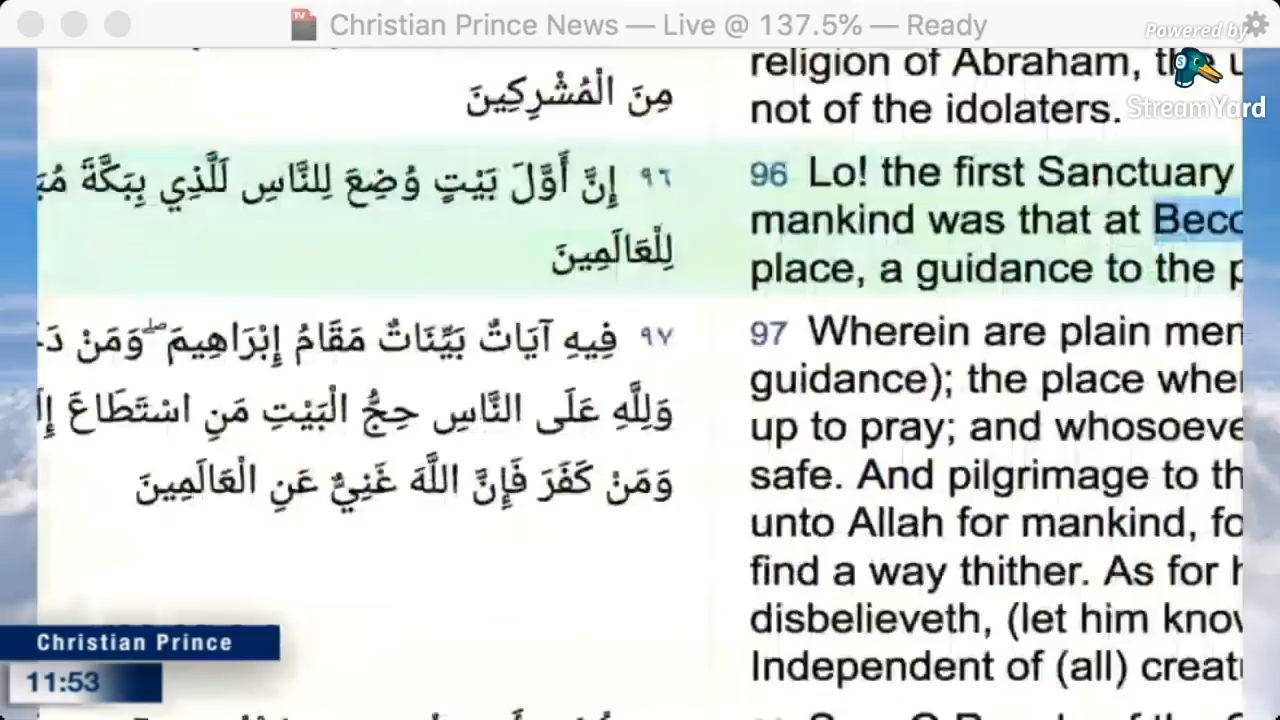 Christian Prince News — Live @ 137.5% — Ready
Powered by
StreamYard
مِنَ الْمُشْرِكِينَ
religion of Abraham, the
not of the idolaters.
٩٦ إِنَّ أَوَّلَ بَيْتٍ وُضِعَ لِلنَّاسِ لَلَّذِي بِبَكَّةَ
لِلْعَالَمِينَ
96 Lo! the first Sanctuary
mankind was that at
place, a guidance to the
٩٧ فِيهِ آيَاتٌ بَيِّنَاتٌ مَقَامُ إِبْرَاهِيمَ ۖ وَمَنْ
وَلِلَّهِ عَلَى النَّاسِ حِجُّ الْبَيْتِ مَنِ اسْتَطَاعَ
وَمَنْ كَفَرَ فَإِنَّ اللَّهَ غَنِيٌّ عَنِ الْعَالَمِينَ
97 Wherein are plain
guidance); the place
up to pray; and
safe. And pilgrimage to
unto Allah for mankind,
find a way thither. As for
disbelieveth, (let him
Independent of (all)
Christian Prince
11:53